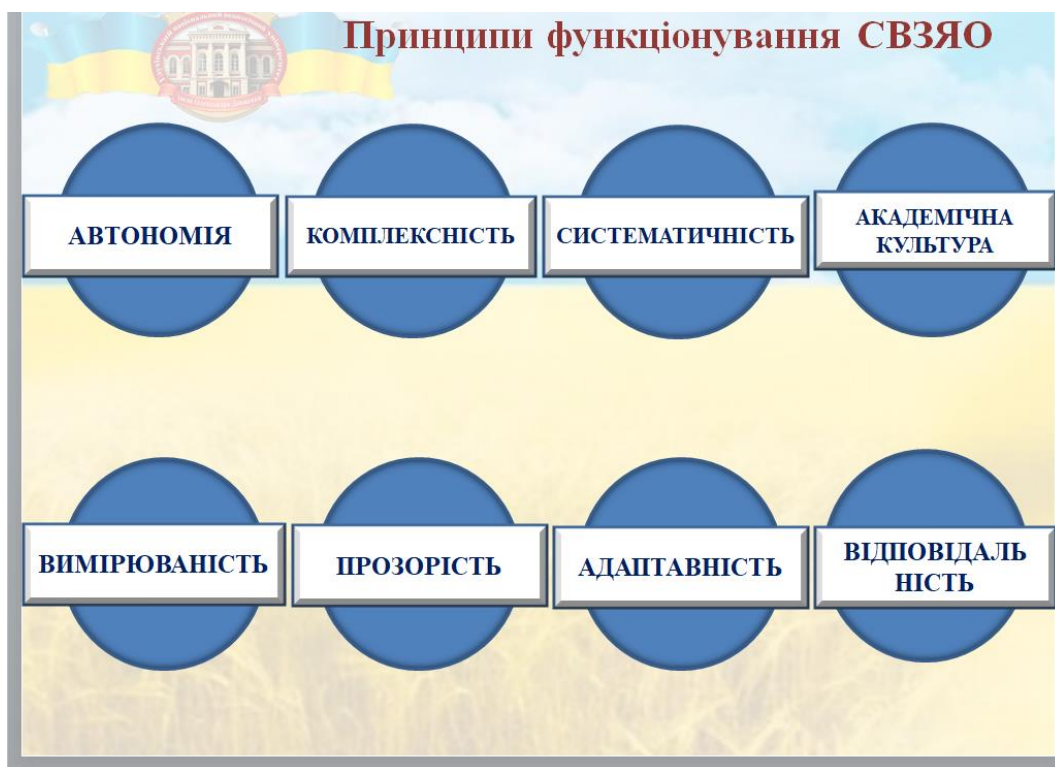 Принципи функціонування СВЗЯО
АВТОНОМІЯ
КОМПЛЕКСНІСТЬ
СИСТЕМАТИЧНІСТЬ
АКАДЕМІЧНА
КУЛЬТУРА
ВИМІРЮВАНІСТЬ
ПРОЗОРІСТЬ
АДАПТАВНІСТЬ
ВІДПОВІДАЛЬ
НІСТЬ